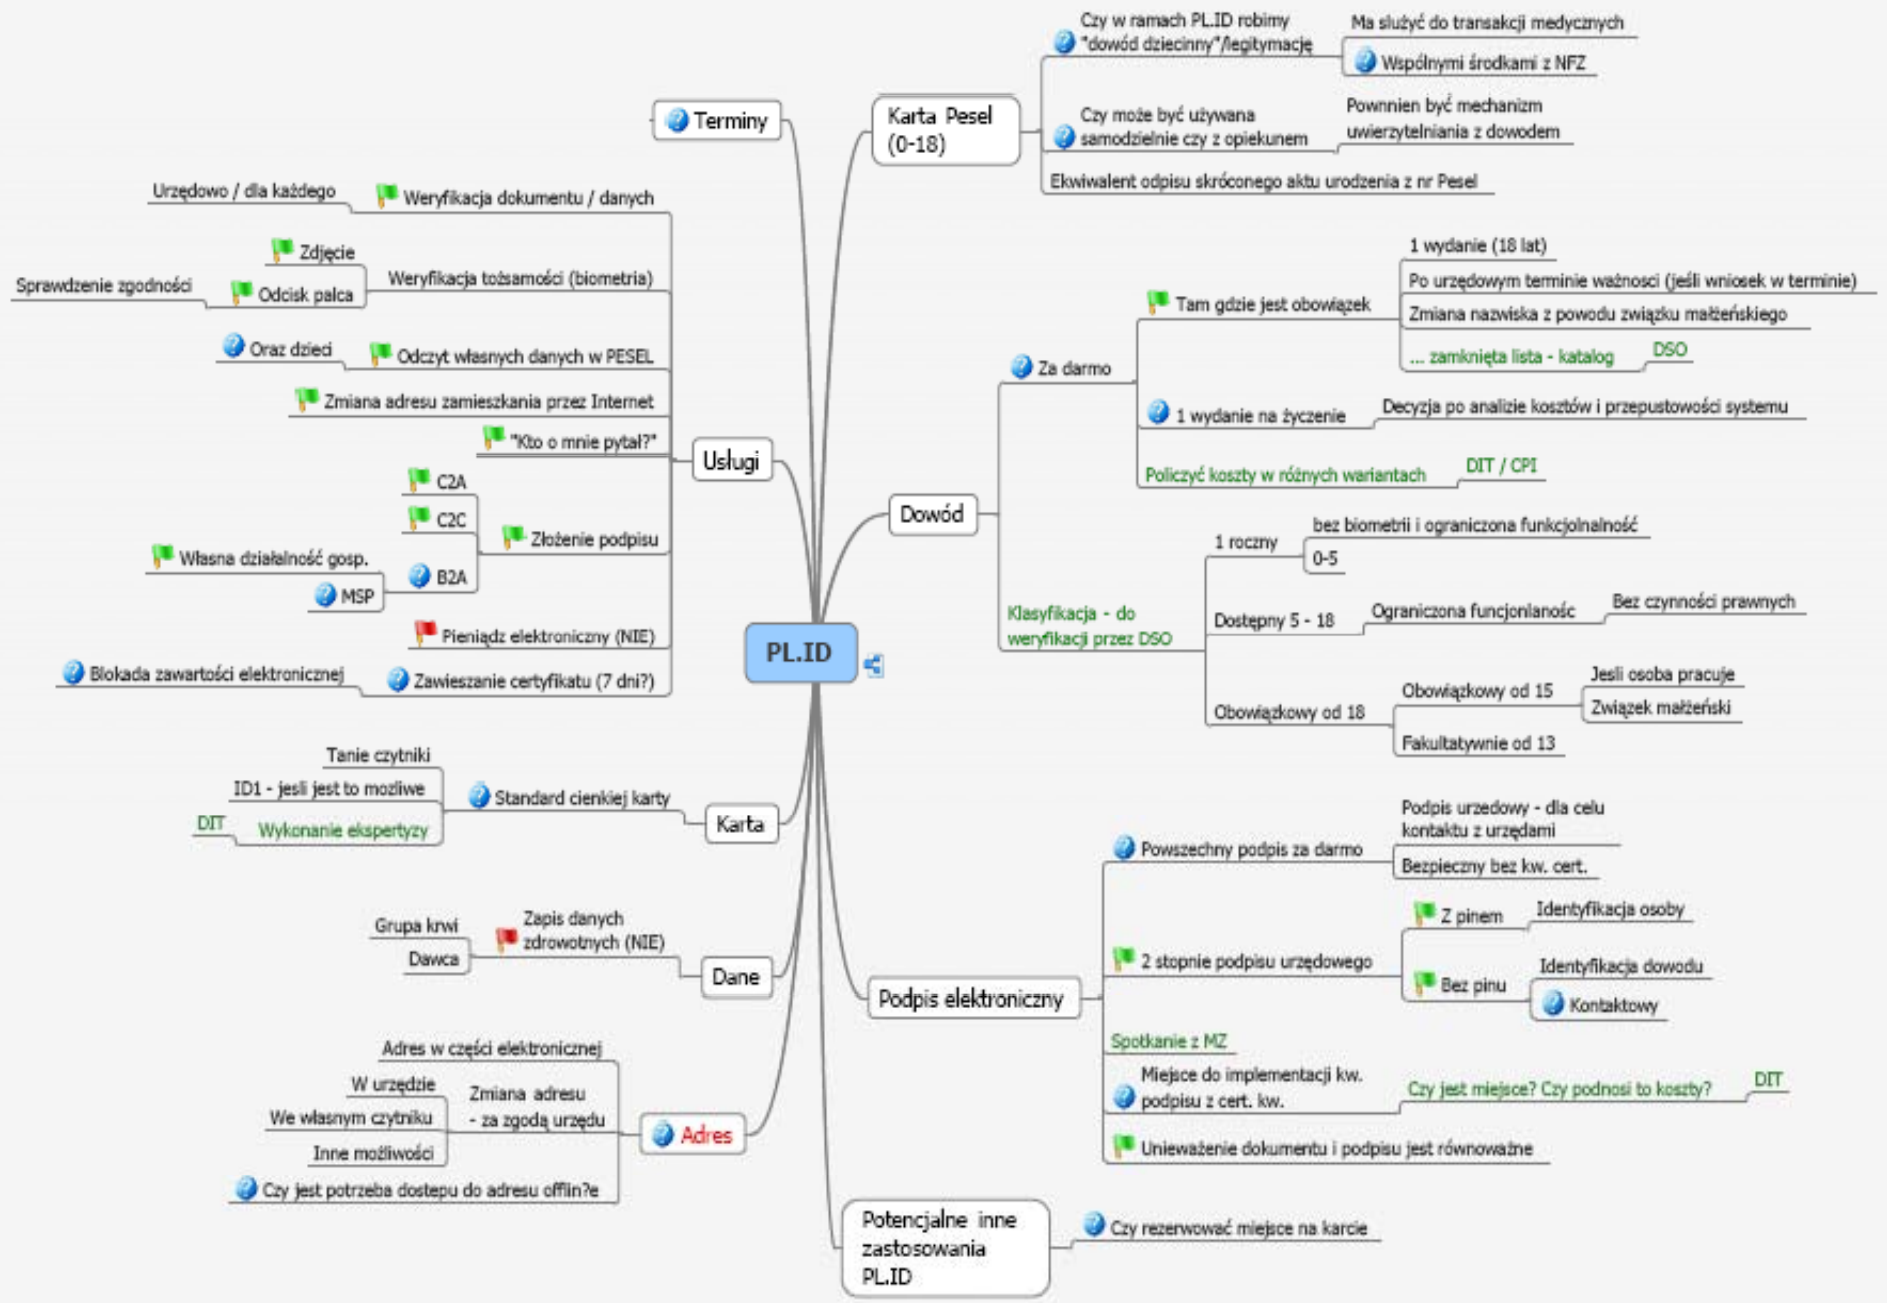 PL.ID
Terminy
Usługi
Weryfikacja dokumentu / danych
Urzędowo / dla każdego
Weryfikacja tożsamości (biometria)
Zdjęcie
Odcisk palca
Sprawdzenie zgodności
Odczyt własnych danych w PESEL
Oraz dzieci
Zmiana adresu zamieszkania przez Internet
"Kto o mnie pytał?"
Złożenie podpisu
C2A
C2C
B2A
Własna działalność gosp.
MSP
Pieniądz elektroniczny (NIE)
Zawieszanie certyfikatu (7 dni?)
Blokada zawartości elektronicznej
Karta
Standard cienkiej karty
Tanie czytniki
ID1 - jesli jest to mozliwe
Wykonanie ekspertyzy
DIT
Dane
Zapis danych
zdrowotnych (NIE)
Grupa krwi
Dawca
Adres
Adres w części elektronicznej
Zmiana adresu
- za zgodą urzędu
W urzędzie
We własnym czytniku
Inne możliwości
Czy jest potrzeba dostepu do adresu offlin?e
Karta Pesel
(0-18)
Czy w ramach PL.ID robimy
"dowód dziecinny"/legitymację
Ma slużyć do transakcji medycznych
Wspólnymi środkami z NFZ
Czy może być używana
samodzielnie czy z opiekunem
Pownnien być mechanizm
uwierzytelniania z dowodem
Ekwiwalent odpisu skróconego aktu urodzenia z nr Pesel
Dowód
Za darmo
Tam gdzie jest obowiązek
1 wydanie (18 lat)
Po urzędowym terminie ważnosci (jeśli wniosek w terminie)
Zmiana nazwiska z powodu związku małżeńskiego
... zamknięta lista - katalog
DSO
1 wydanie na życzenie
Decyzja po analizie kosztów i przepustowości systemu
Policzyć koszty w różnych wariantach
DIT / CPI
Klasyfikacja - do
weryfikacji przez DSO
1 roczny
bez biometrii i ograniczona funkcjolnalność
0-5
Dostępny 5 - 18
Ograniczona funcjonlanośc
Bez czynności prawnych
Obowiązkowy od 18
Obowiązkowy od 15
Jesli osoba pracuje
Związek małżeński
Fakultatywnie od 13
Podpis elektroniczny
Powszechny podpis za darmo
Podpis urzedowy - dla celu
kontaktu z urzędami
Bezpieczny bez kw. cert.
2 stopnie podpisu urzędowego
Z pinem
Identyfikacja osoby
Bez pinu
Identyfikacja dowodu
Kontaktowy
Spotkanie z MZ
Miejsce do implementacji kw.
podpisu z cert. kw.
Czy jest miejsce? Czy podnosi to koszty?
DIT
Unieważenie dokumentu i podpisu jest równoważne
Potencjalne inne
zastosowania
PL.ID
Czy rezerwować miejsce na karcie